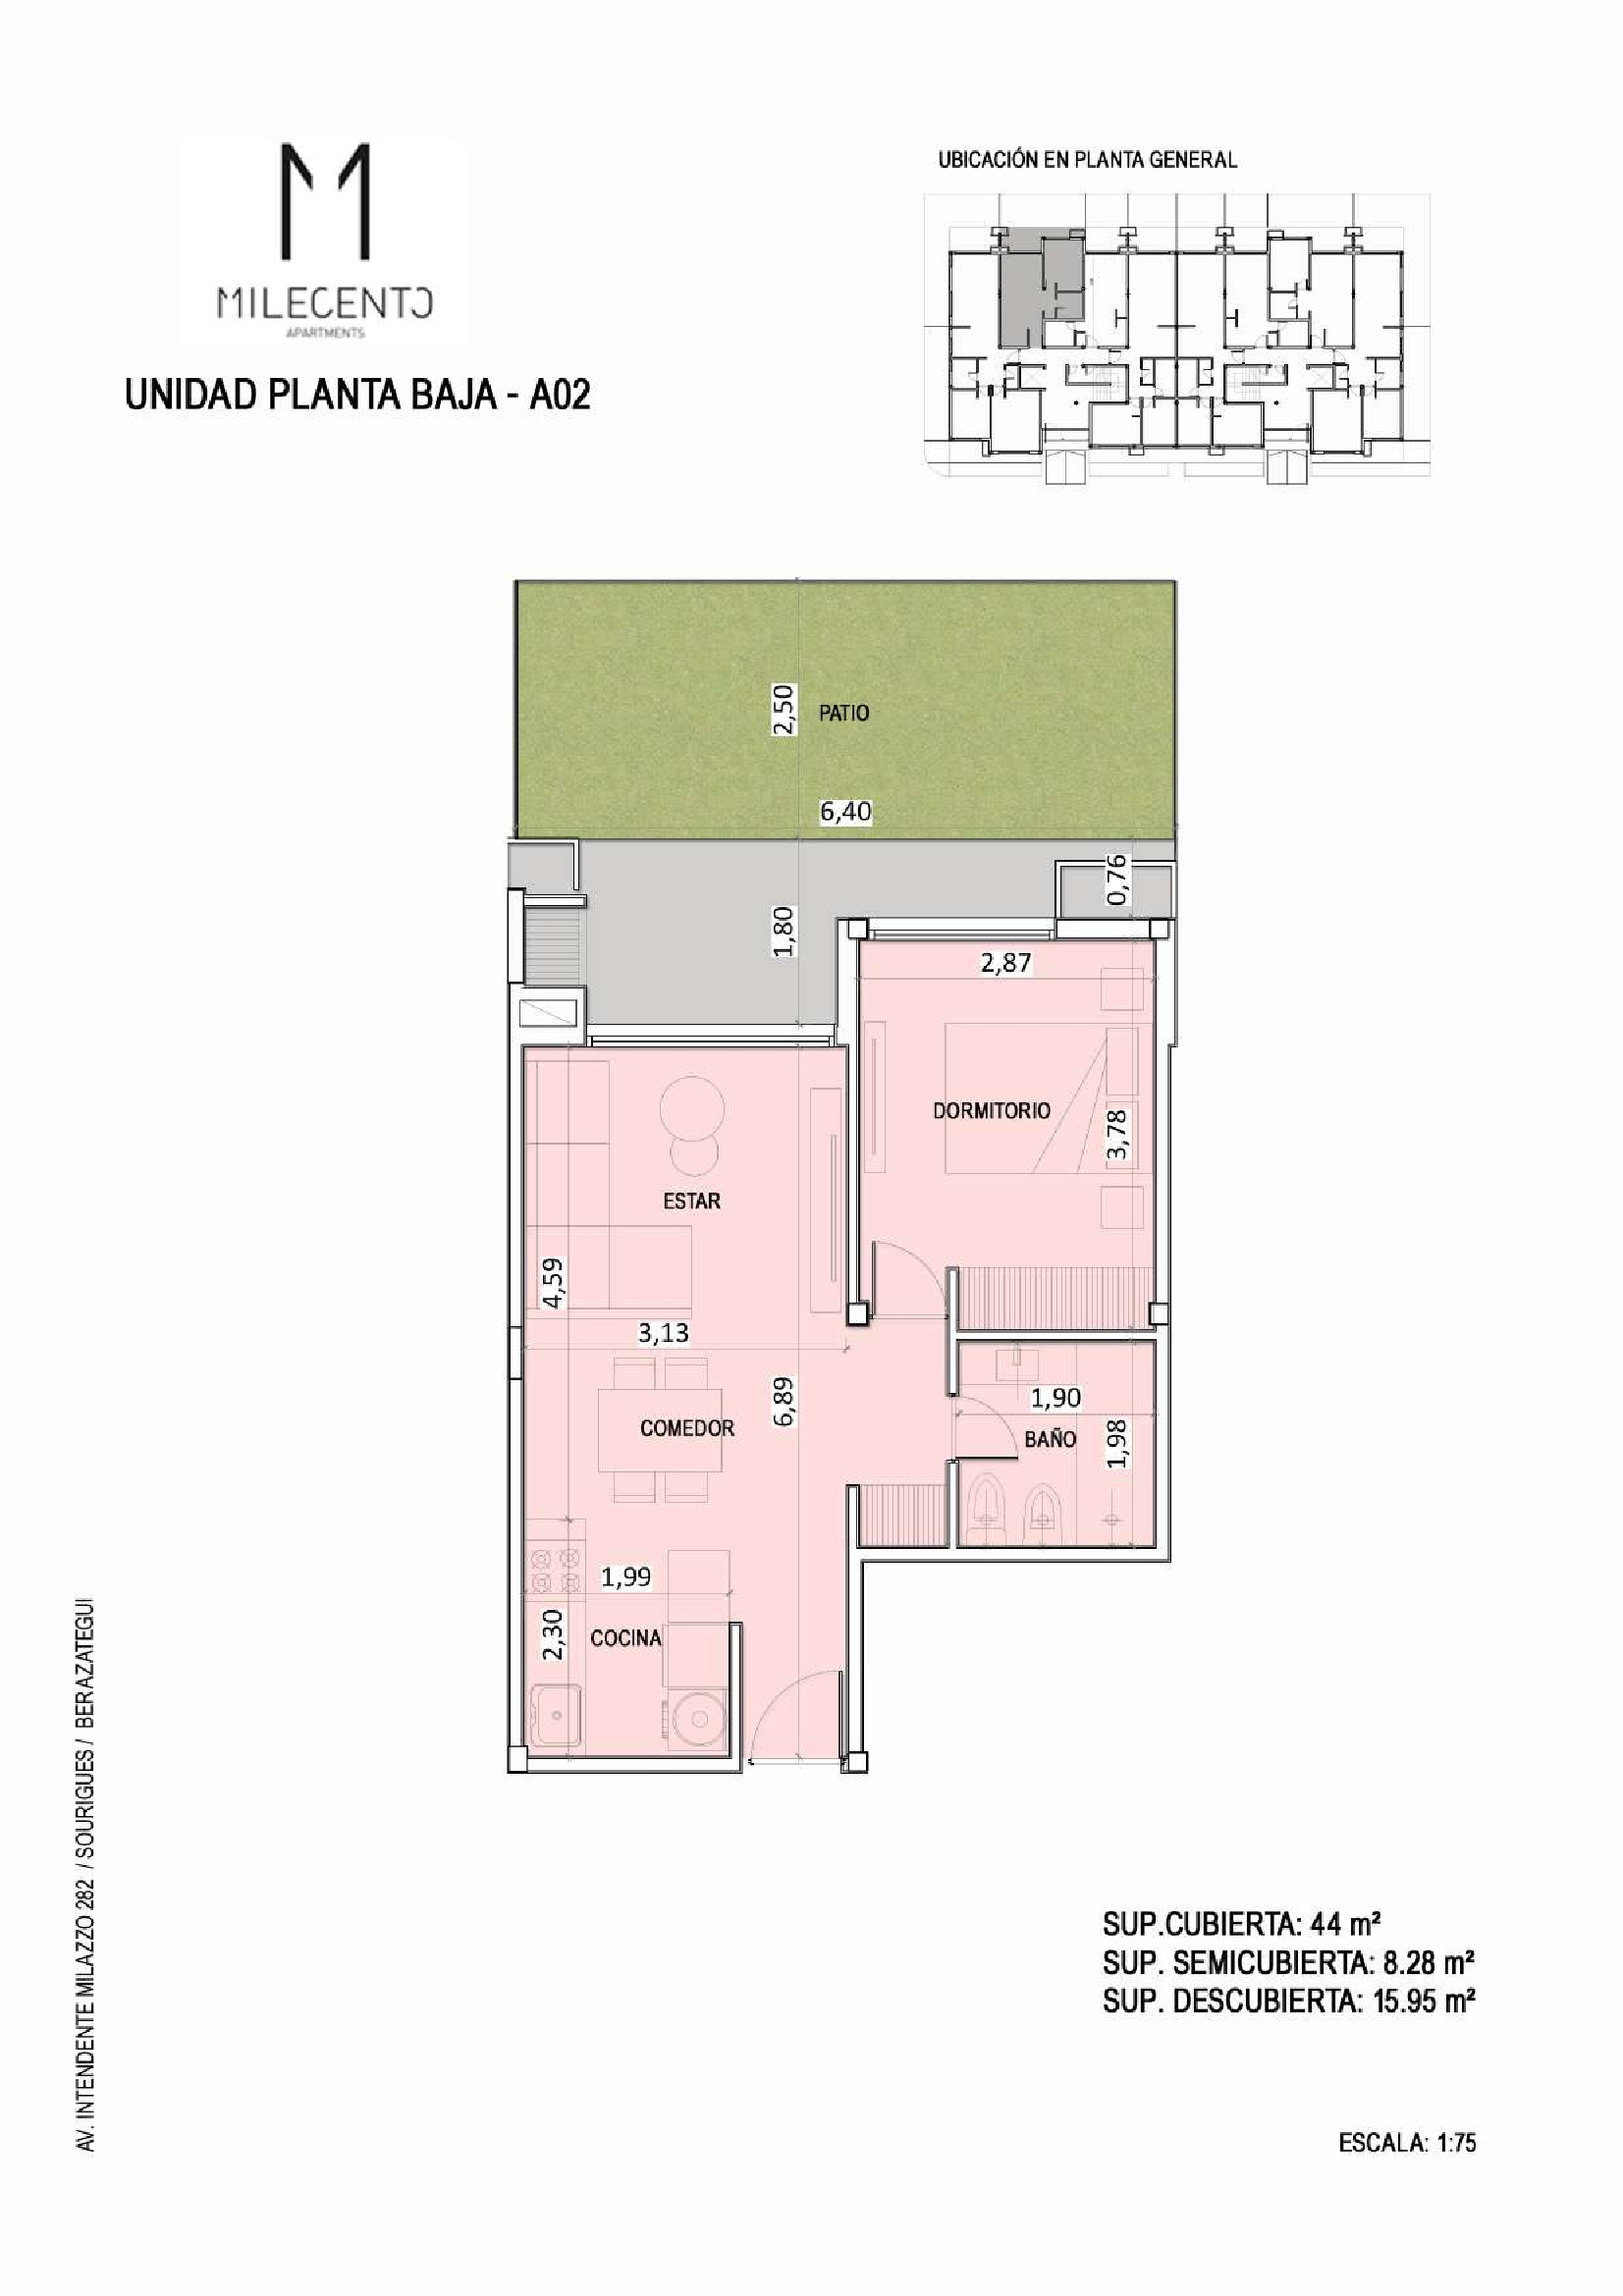 MILECENTO
APARTMENTS
UNIDAD PLANTA BAJA - A02
UBICACIÓN EN PLANTA GENERAL
2,50
PATIO
6,40
0,76
1,80
2,87
DORMITORIO
3,78
ESTAR
4,59
3,13
6,89
COMEDOR
1,90
BAÑO
1,98
1,99
2,30
COCINA
AV. INTENDENTE MILAZZO 282 / SOURIGUES / BERAZATEGUI
SUP.CUBIERTA: 44 m²
SUP. SEMICUBIERTA: 8.28 m²
SUP. DESCUBIERTA: 15.95 m²
ESCALA: 1:75